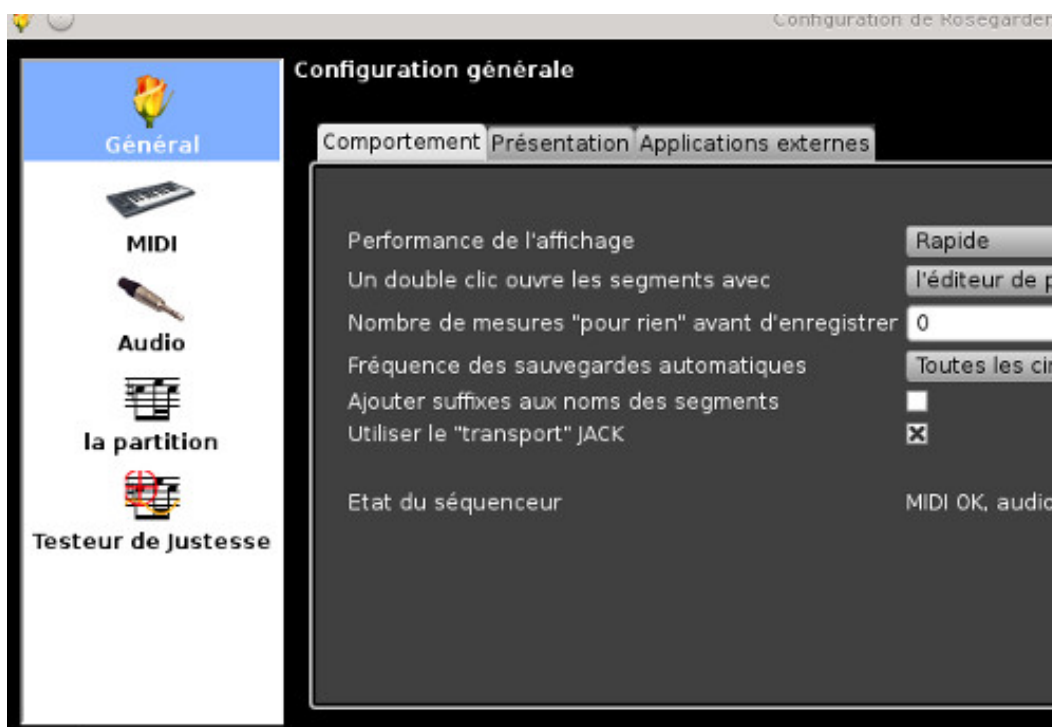 Configuration de Rosegarden
Général
MIDI
Audio
la partition
Testeur de Justesse
Configuration générale
Comportement Présentation Applications externes
Performance de l'affichage Rapide
Un double clic ouvre les segments avec l'éditeur de
Nombre de mesures "pour rien" avant d'enregistrer 0
Fréquence des sauvegardes automatiques Toutes les
Ajouter suffixes aux noms des segments
Utiliser le "transport" JACK
Etat du séquenceur MIDI OK, audio